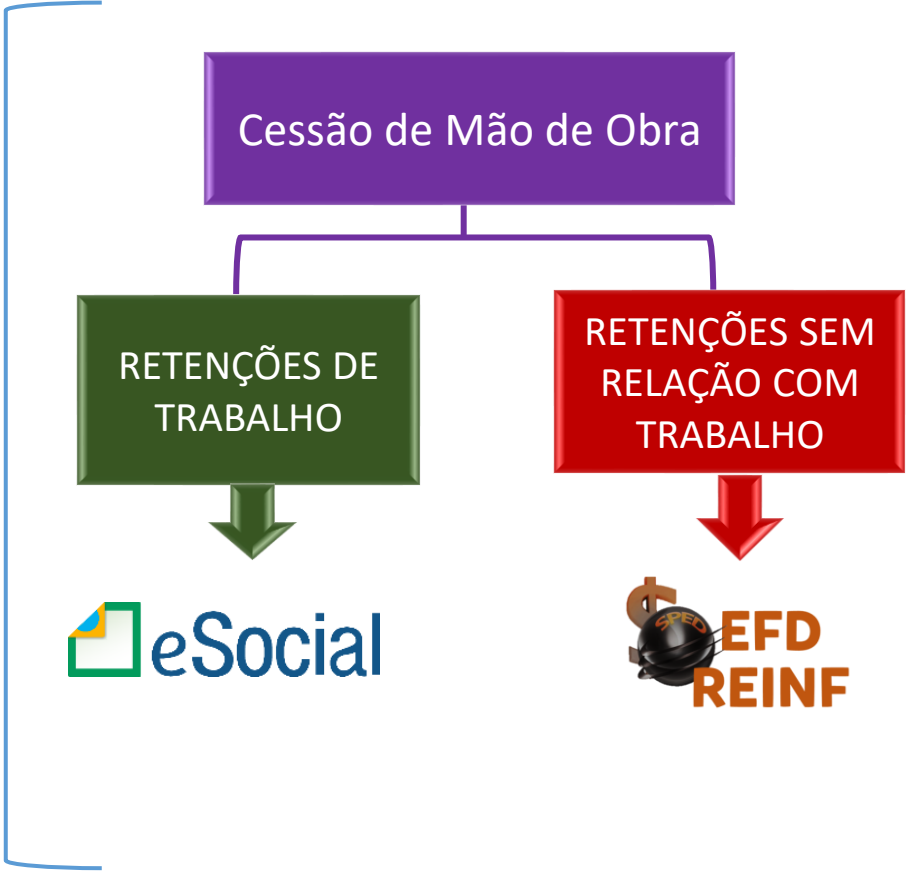 Cessão de Mão de Obra
RETENÇÕES DE
TRABALHO
RETENÇÕES SEM
RELAÇÃO COM
TRABALHO
eSocial
$
SPED
EFD
REINF